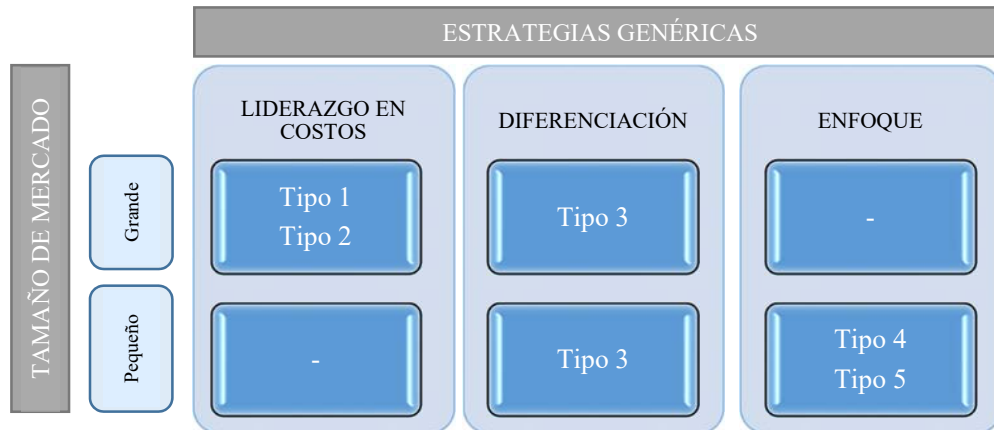 ESTRATEGIAS GENÉRICAS
TAMAÑO DE MERCADO
LIDERAZGO EN
COSTOS
DIFERENCIACIÓN
ENFOQUE
Grande
Tipo 1
Tipo 2
Tipo 3
-
Pequeño
-
Tipo 3
Tipo 4
Tipo 5